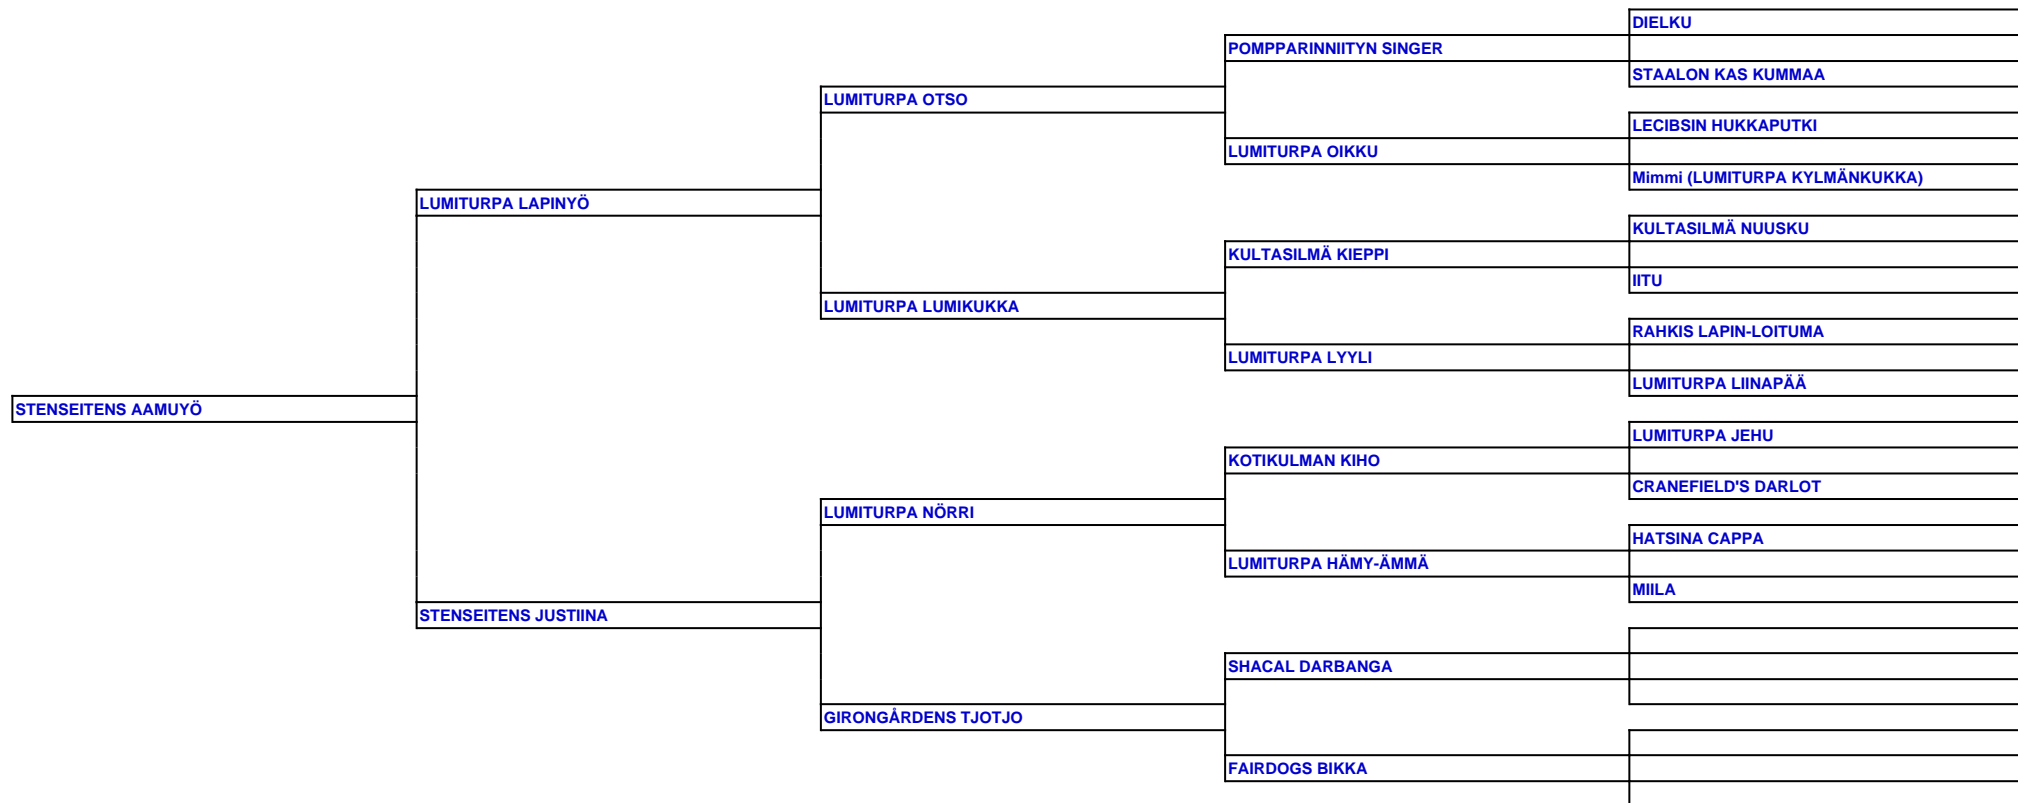 DIELKU
POMPPARINNIITYN SINGER
STAALON KAS KUMMAA
LUMITURPA OTSO
LECIBSIN HUKKAPUTKI
LUMITURPA OIKKU
Mimmi (LUMITURPA KYLMÄNKUKKA)
LUMITURPA LAPINYÖ
KULTASILMÄ NUUSKU
KULTASILMÄ KIEPPI
IITU
LUMITURPA LUMIKUKKA
RAHKIS LAPIN-LOITUMA
LUMITURPA LYYLI
LUMITURPA LIINAPÄÄ
STENSEITENS AAMUYÖ
LUMITURPA JEHU
KOTIKULMAN KIHO
CRANEFIELD'S DARLOT
LUMITURPA NÖRRI
HATSINA CAPPA
LUMITURPA HÄMY-ÄMMÄ
MIILA
STENSEITENS JUSTIINA
SHACAL DARBANGA
GIRONGÅRDENS TJOTJO
FAIRDOGS BIKKA